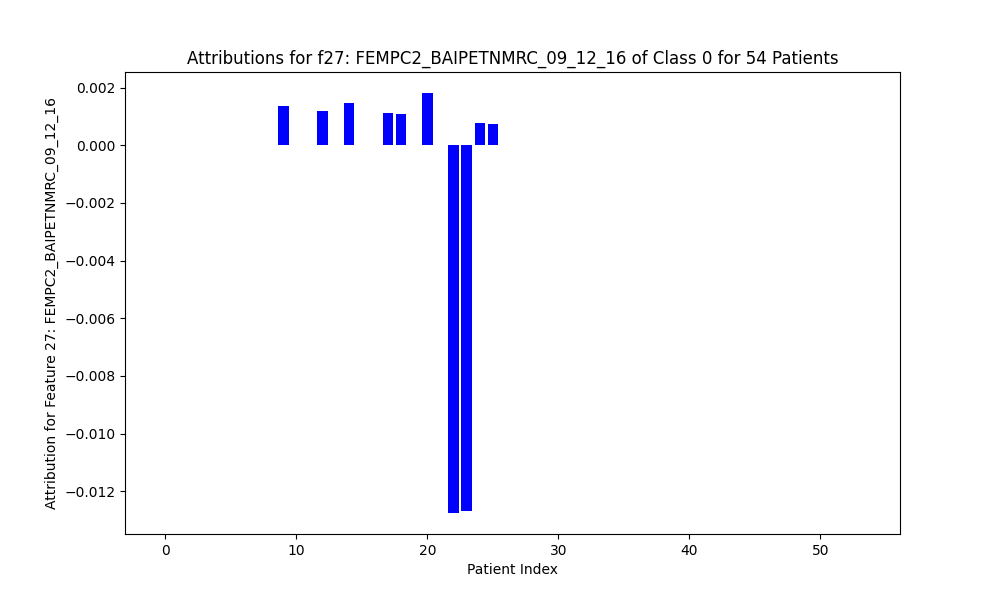 Attributions for f27: FEMPC2_BAIPETNMRC_09_12_16 of Class 0 for 54 Patients
Attribution for Feature 27: FEMPC2_BAIPETNMRC_09_12_16
0.002
0.000
−0.002
−0.004
−0.006
−0.008
−0.010
−0.012
0 10 20 30 40 50
Patient Index